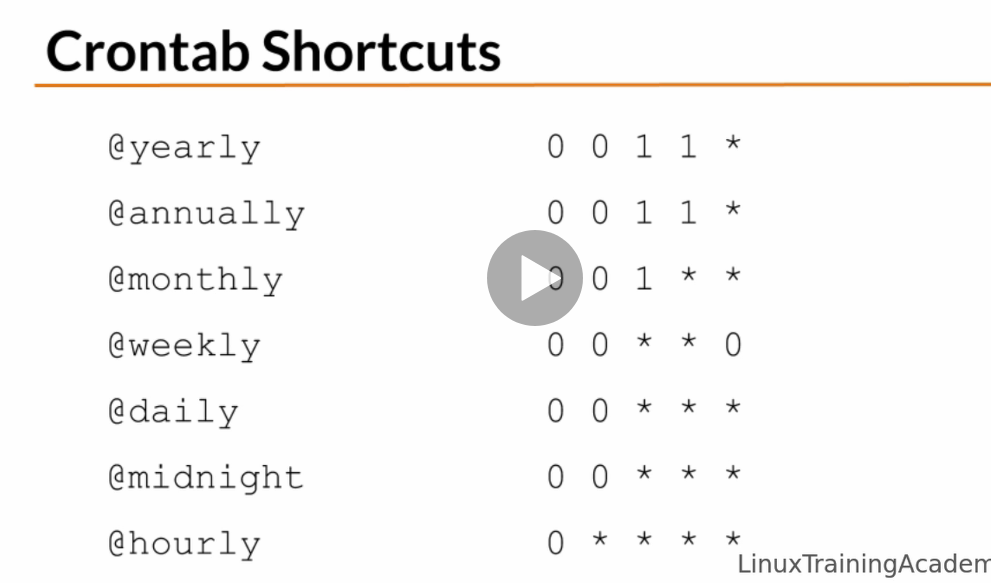 Crontab Shortcuts
@yearly 0 0 1 1 *
@annually 0 0 1 1 *
@monthly 0 0 1 * *
@weekly 0 0 * * 0
@daily 0 0 * * *
@midnight 0 0 * * *
@hourly 0 * * * *
LinuxTrainingAcadem